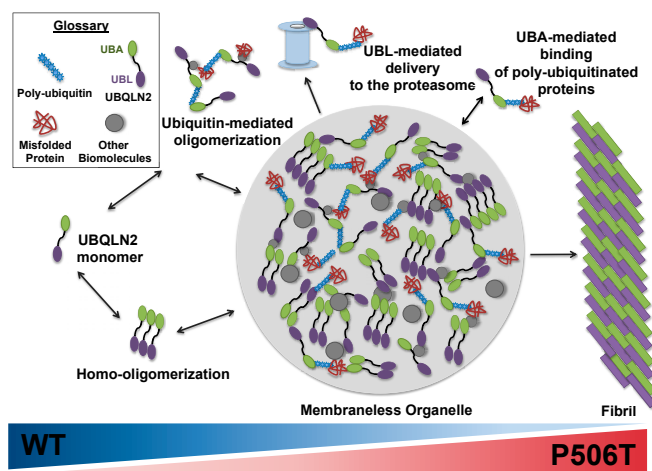 Glossary
UBA
UBL
Poly-ubiquitin
UBQLN2
Misfolded
Protein
Other
Biomolecules
Ubiquitin-mediated
oligomerization
UBL-mediated
delivery
to the proteasome
UBA-mediated
binding
of poly-ubiquitinated
proteins
UBQLN2
monomer
Homo-oligomerization
Membraneless Organelle
Fibril
WT
P506T